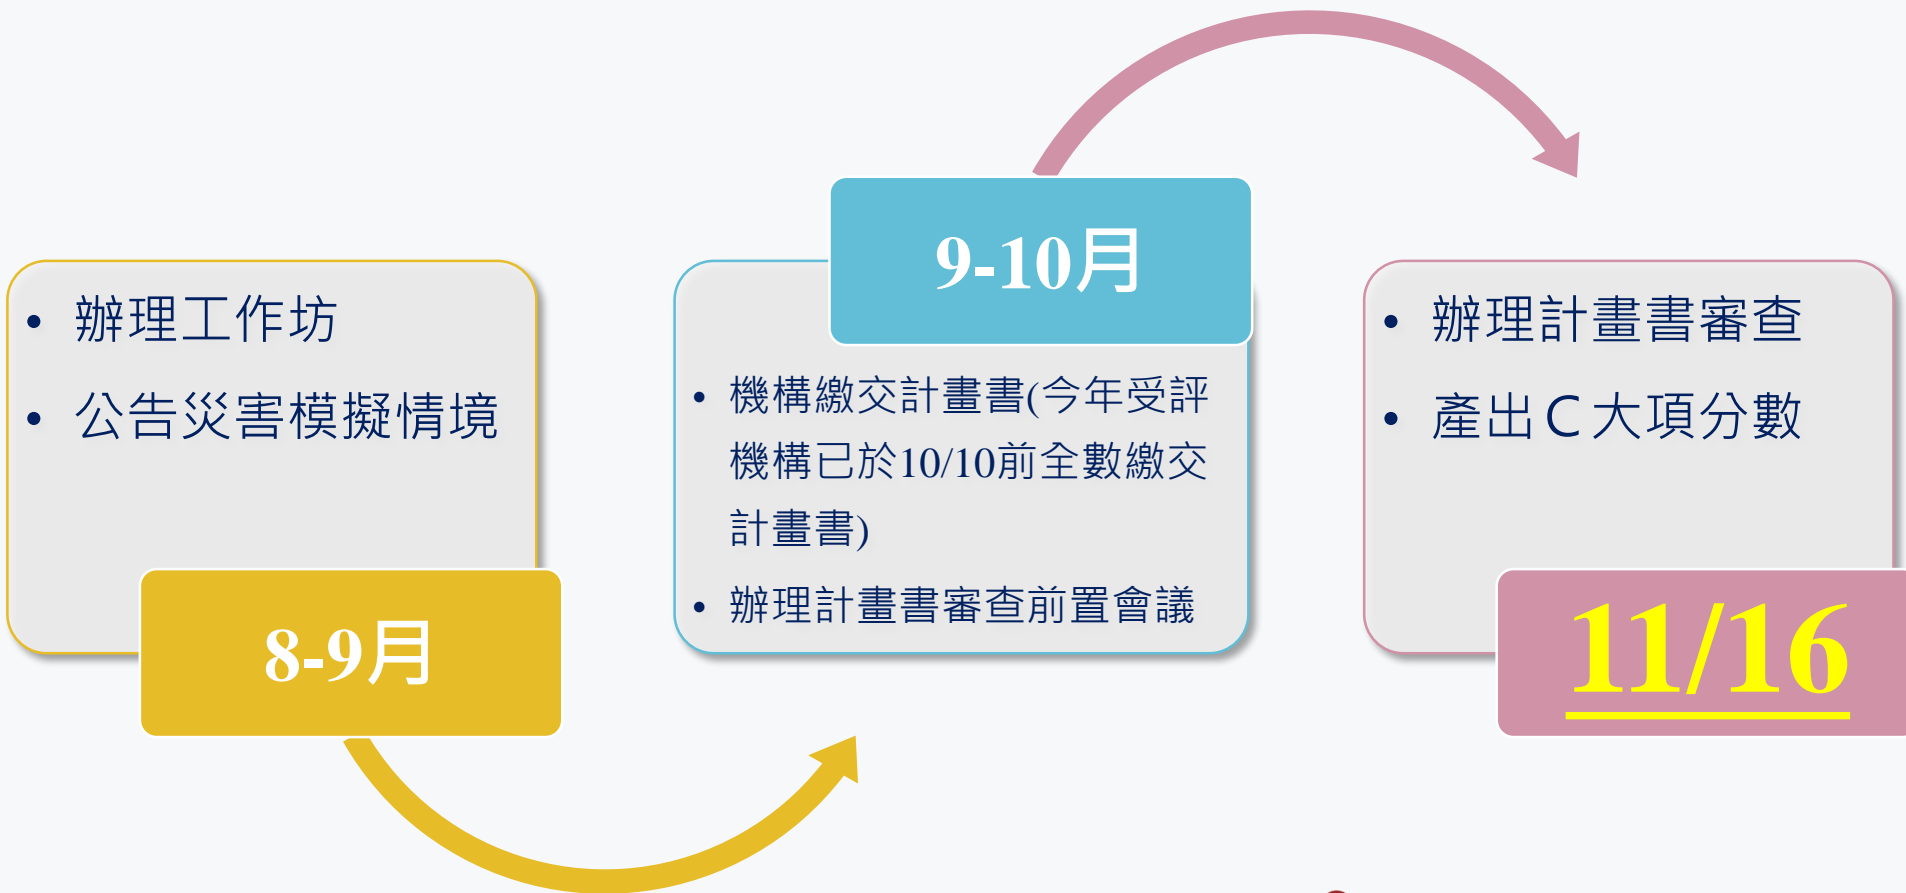 • 辦理工作坊
• 公告災害模擬情境
8-9月
9-10月
• 機構繳交計畫書(今年受評
機構已於10/10前全數繳交
計畫書)
• 辦理計畫書審查前置會議
• 辦理計畫書審查
• 產出C大項分數
11/16